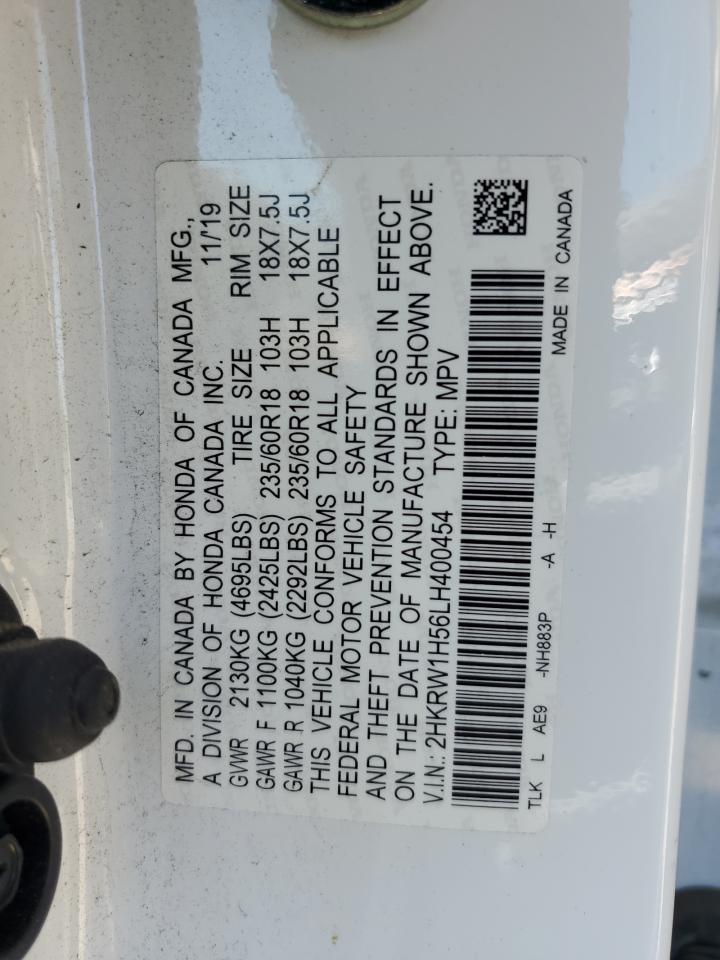 MFD. IN CANADA BY HONDA OF CANADA MFG.,
A DIVISION OF HONDA CANADA INC. 11/'19
GVWR 2130KG (4695LBS) TIRE SIZE RIM SIZE
GAWR F 1100KG (2425LBS) 235/60R18 103H 18X7.5J
GAWR R 1040KG (2292LBS) 235/60R18 103H 18X7.5J
THIS VEHICLE CONFORMS TO ALL APPLICABLE
FEDERAL MOTOR VEHICLE SAFETY
AND THEFT PREVENTION STANDARDS IN EFFECT
ON THE DATE OF MANUFACTURE SHOWN ABOVE.
V.I.N.: 2HKRW1H56LH400454 TYPE: MPV
TLK L AE9 -NH883P -A -H
MADE IN CANADA